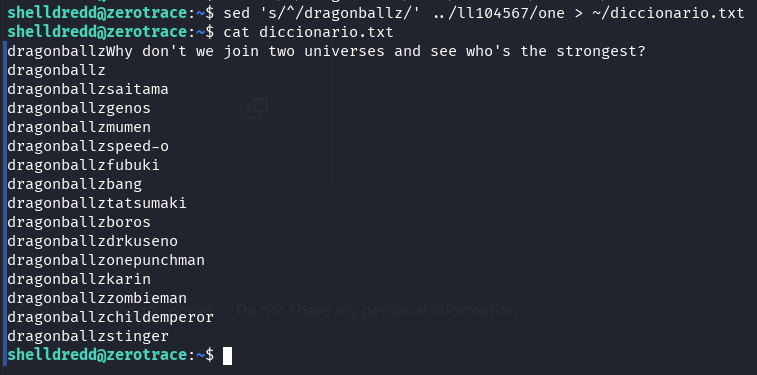 shelldredd@zerotrace:~$ sed 's/^/dragonballz/' ../ll104567/one > ~/diccionario.txt
shelldredd@zerotrace:~$ cat diccionario.txt
dragonballzWhy don't we join two universes and see who's the strongest?
dragonballz
dragonballzsaitama
dragonballzgenos
dragonballzmumen
dragonballzspeed-o
dragonballzfubuki
dragonballzbang
dragonballztatsumaki
dragonballzboros
dragonballzdrkuseno
dragonballzonepunchman
dragonballzkarin
dragonballzzombieman
Do not share my personal information
dragonballzchildemperor
dragonballzstinger
shelldredd@zerotrace:~$